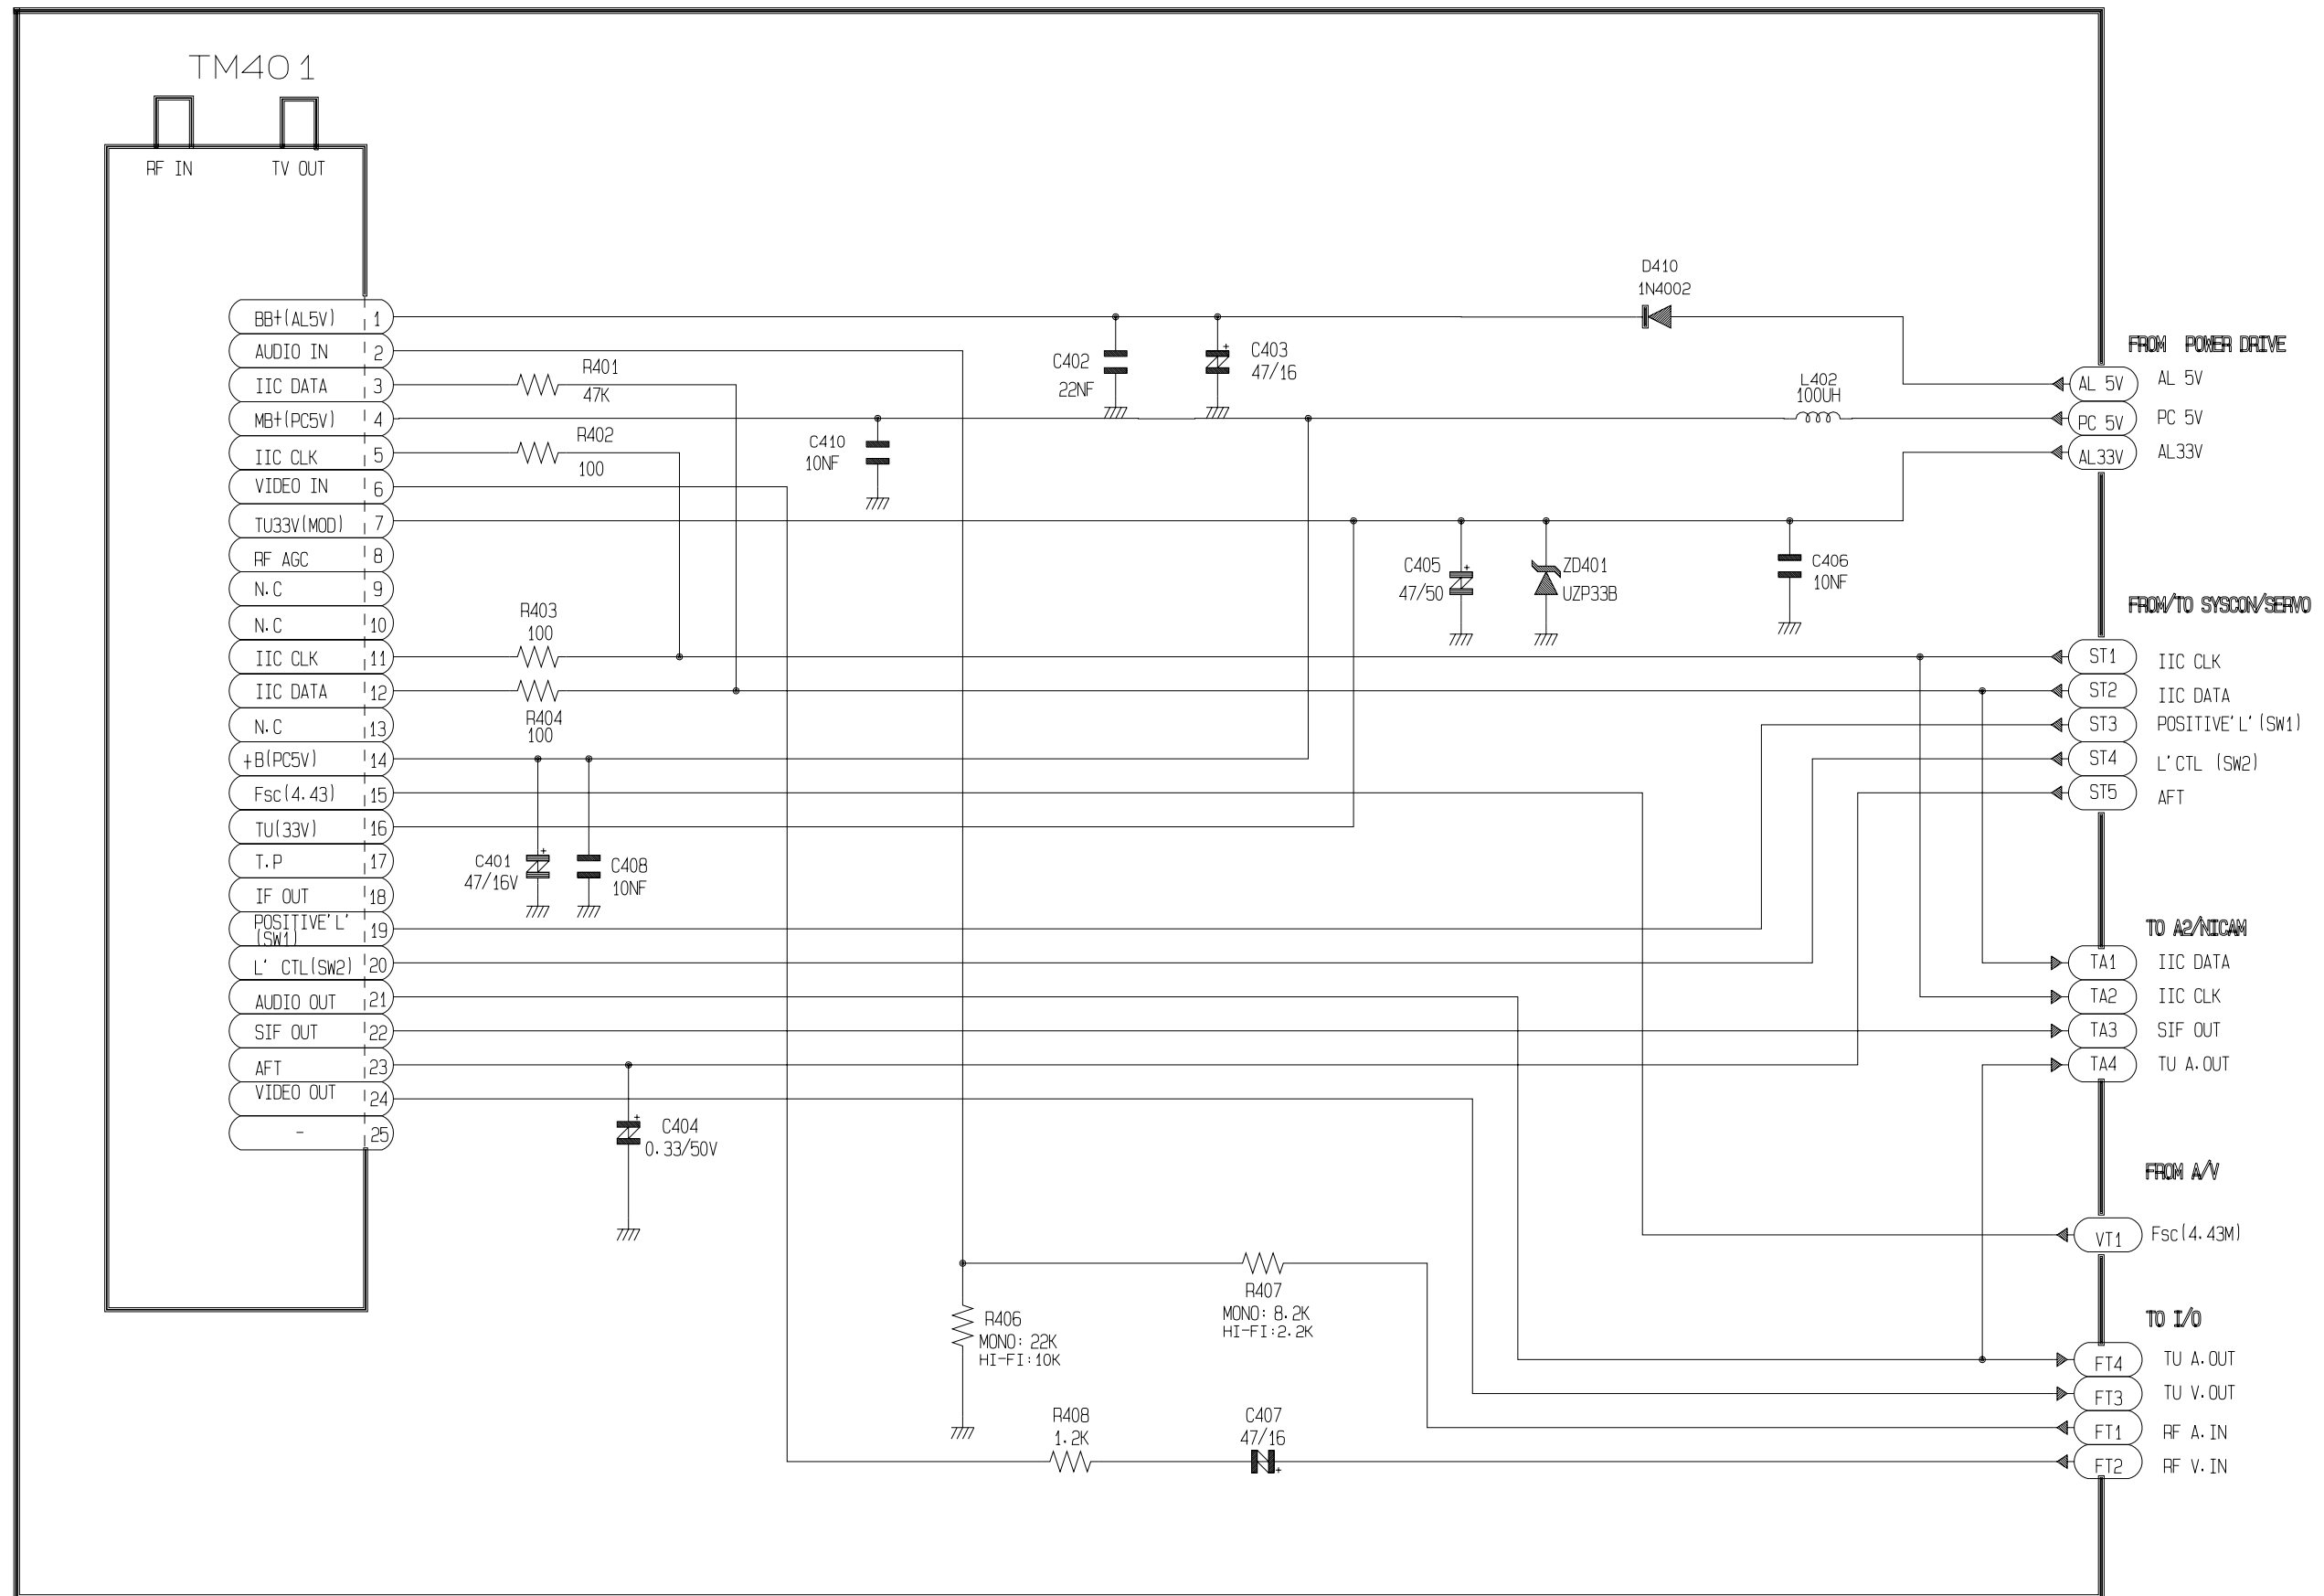 TM401
RF IN
TV OUT
BB+(AL5V) 1
AUDIO IN 2
IIC DATA 3
MB+(PC5V) 4
IIC CLK 5
VIDEO IN 6
TU33V(MOD) 7
RF AGC 8
N.C 9
N.C 10
IIC CLK 11
IIC DATA 12
N.C 13
+B(PC5V) 14
Fsc(4.43) 15
TU(33V) 16
T.P 17
IF OUT 18
POSITIVE'L'
(SW1) 19
L' CTL(SW2) 20
AUDIO OUT 21
SIF OUT 22
AFT 23
VIDEO OUT 24
- 25
R401
47K
R402
100
R403
100
R404
100
C401
47/16V
C408
10NF
C404
0.33/50V
C410
10NF
C402
22NF
+
C403
47/16
D410
1N4002
L402
100UH
C405
47/50
ZD401
UZP33B
C406
10NF
R406
MONO: 22K
HI-FI:10K
R407
MONO: 8.2K
HI-FI:2.2K
R408
1.2K
C407
47/16
FROM POWER DRIVE
AL 5V AL 5V
PC 5V PC 5V
AL33V AL33V
FROM/TO SYSCON/SERVO
ST1 IIC CLK
ST2 IIC DATA
ST3 POSITIVE'L'(SW1)
ST4 L'CTL (SW2)
ST5 AFT
TO A2/NICAM
TA1 IIC DATA
TA2 IIC CLK
TA3 SIF OUT
TA4 TU A.OUT
FROM A/V
VT1 Fsc(4.43M)
TO I/O
FT4 TU A.OUT
FT3 TU V.OUT
FT1 RF A.IN
FT2 RF V.IN